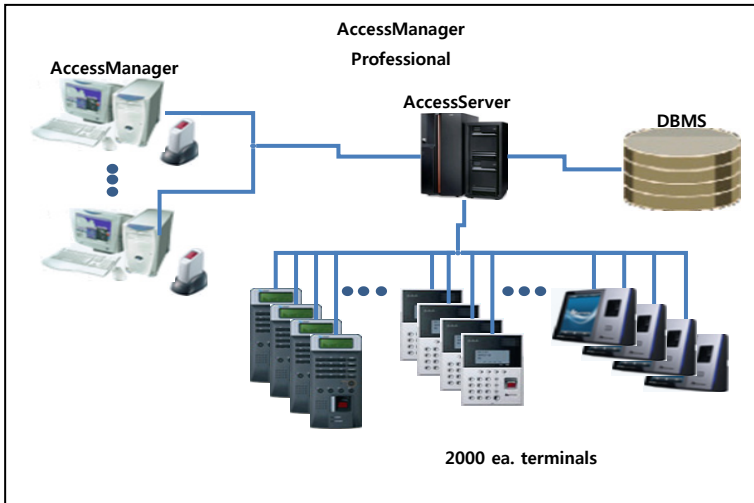 AccessManager
Professional
AccessManager
AccessServer
DBMS
2000 ea. terminals